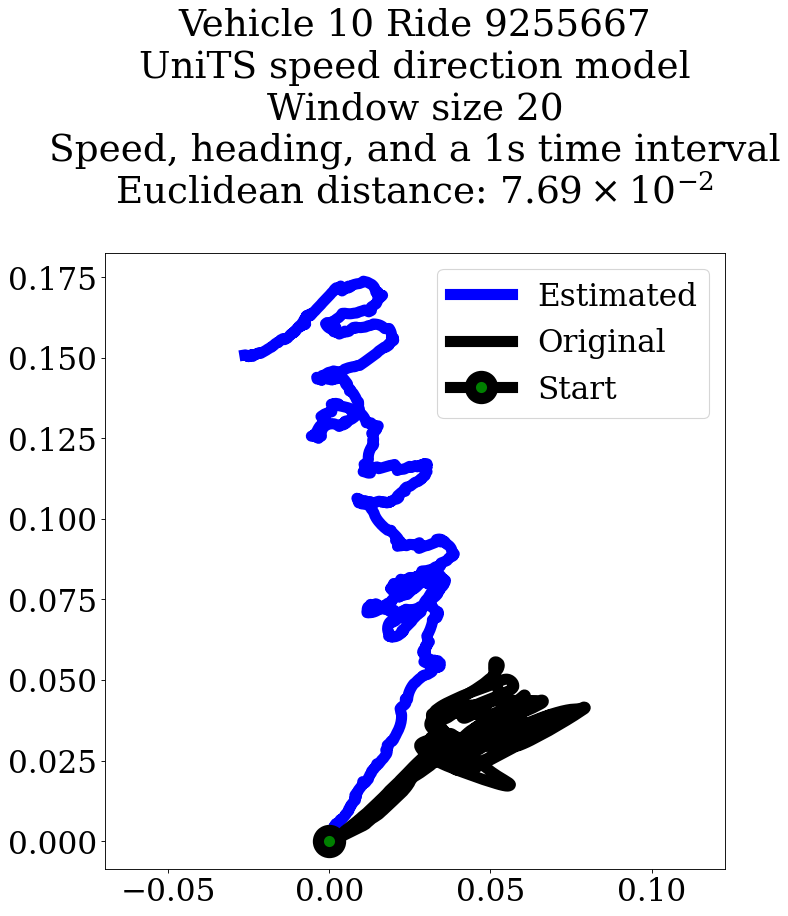 Vehicle 10 Ride 9255667
UniTS speed direction model
Window size 20
Speed, heading, and a 1s time interval
Euclidean distance: 7.69 × 10⁻²
0.175
0.150
0.125
0.100
0.075
0.050
0.025
0.000
Estimated
Original
Start
−0.05 0.00 0.05 0.10